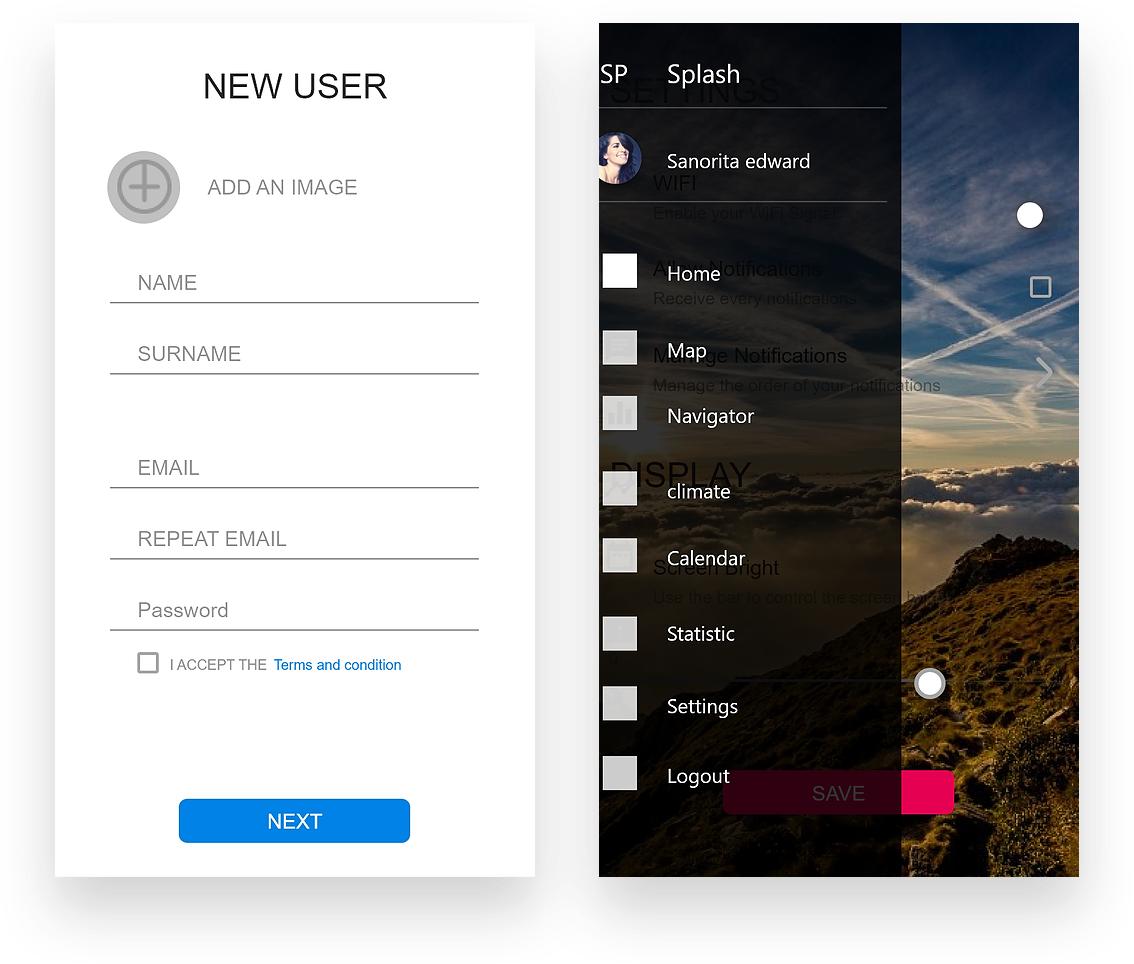 NEW USER
ADD AN IMAGE
NAME
SURNAME
EMAIL
REPEAT EMAIL
Password
I ACCEPT THE Terms and condition
NEXT
SP Splash
SETTINGS
Sanorita edward
WIFI
Enable your WiFi Signal
Home
Allow Notifications
Receive every notifications
Map
Manage Notifications
Manage the order of your notifications
Navigator
DISPLAY
climate
Calendar
Screen Bright
Use the bar to control the screen
Statistic
Settings
Logout
SAVE